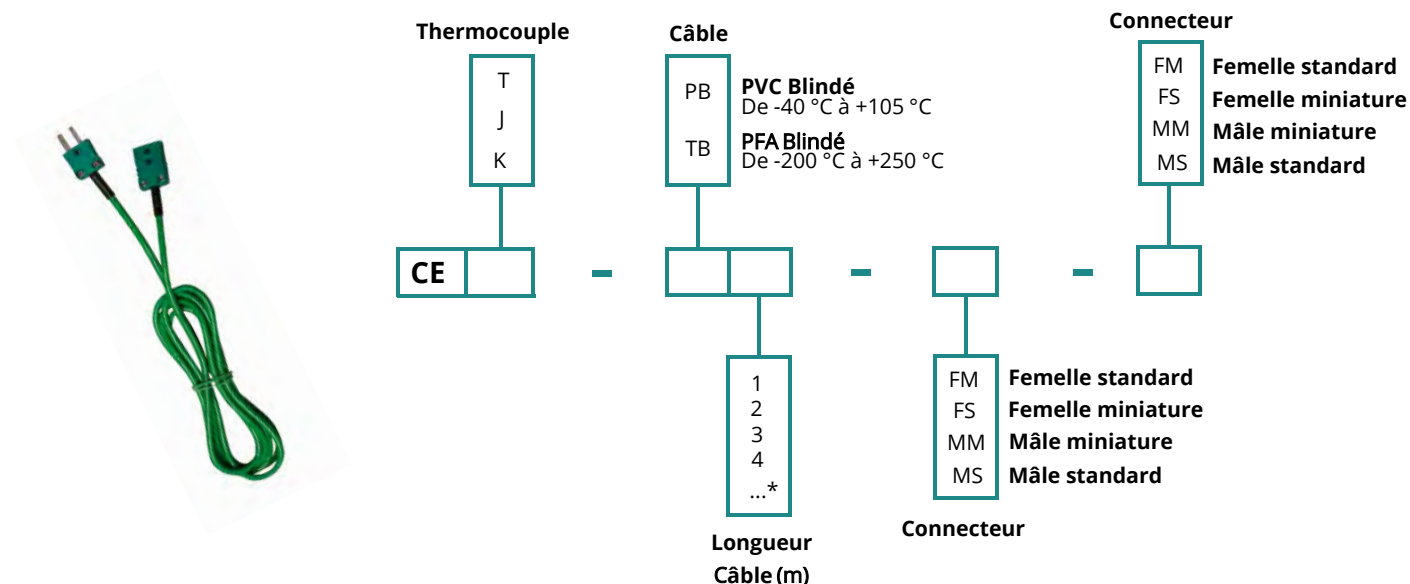 Connecteur
Thermocouple
Câble
T
J
K
PB
PVC Blindé
De -40 °C à +105 °C
TB
PFA Blindé
De -200 °C à +250 °C
FM Femelle standard
FS Femelle miniature
MM Mâle miniature
MS Mâle standard
CE - - -
1
2
3
4
...*
Longueur
Câble (m)
FM Femelle standard
FS Femelle miniature
MM Mâle miniature
MS Mâle standard
Connecteur